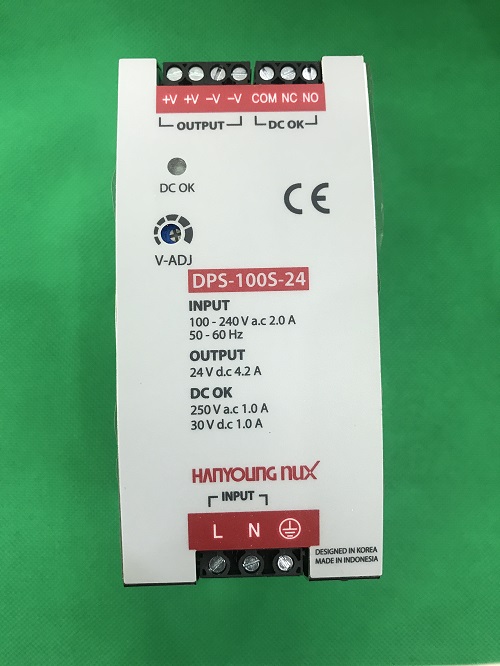 +V +V -V -V COM NC NO
OUTPUT DC OK
DC OK
CE
V-ADJ
DPS-100S-24
INPUT
100 - 240 V a.c 2.0 A
50 - 60 Hz
OUTPUT
24 V d.c 4.2 A
DC OK
250 V a.c 1.0 A
30 V d.c 1.0 A
HANYOUNG NUX
INPUT
L N
DESIGNED IN KOREA
MADE IN INDONESIA